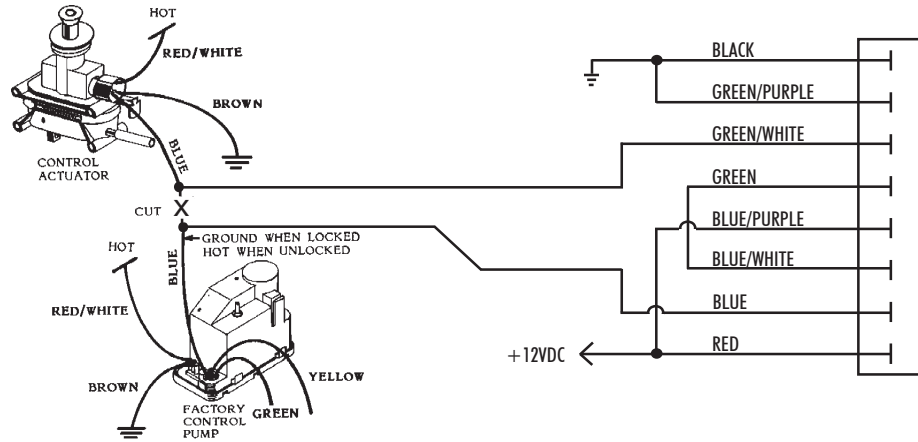 HOT
RED/WHITE
BROWN
CONTROL
ACTUATOR
BLUE
CUT
X
GROUND WHEN LOCKED
HOT WHEN UNLOCKED
HOT
BLUE
RED/WHITE
BROWN
YELLOW
GREEN
FACTORY
CONTROL
PUMP
BLACK
GREEN/PURPLE
GREEN/WHITE
GREEN
BLUE/PURPLE
BLUE/WHITE
BLUE
RED
+12VDC